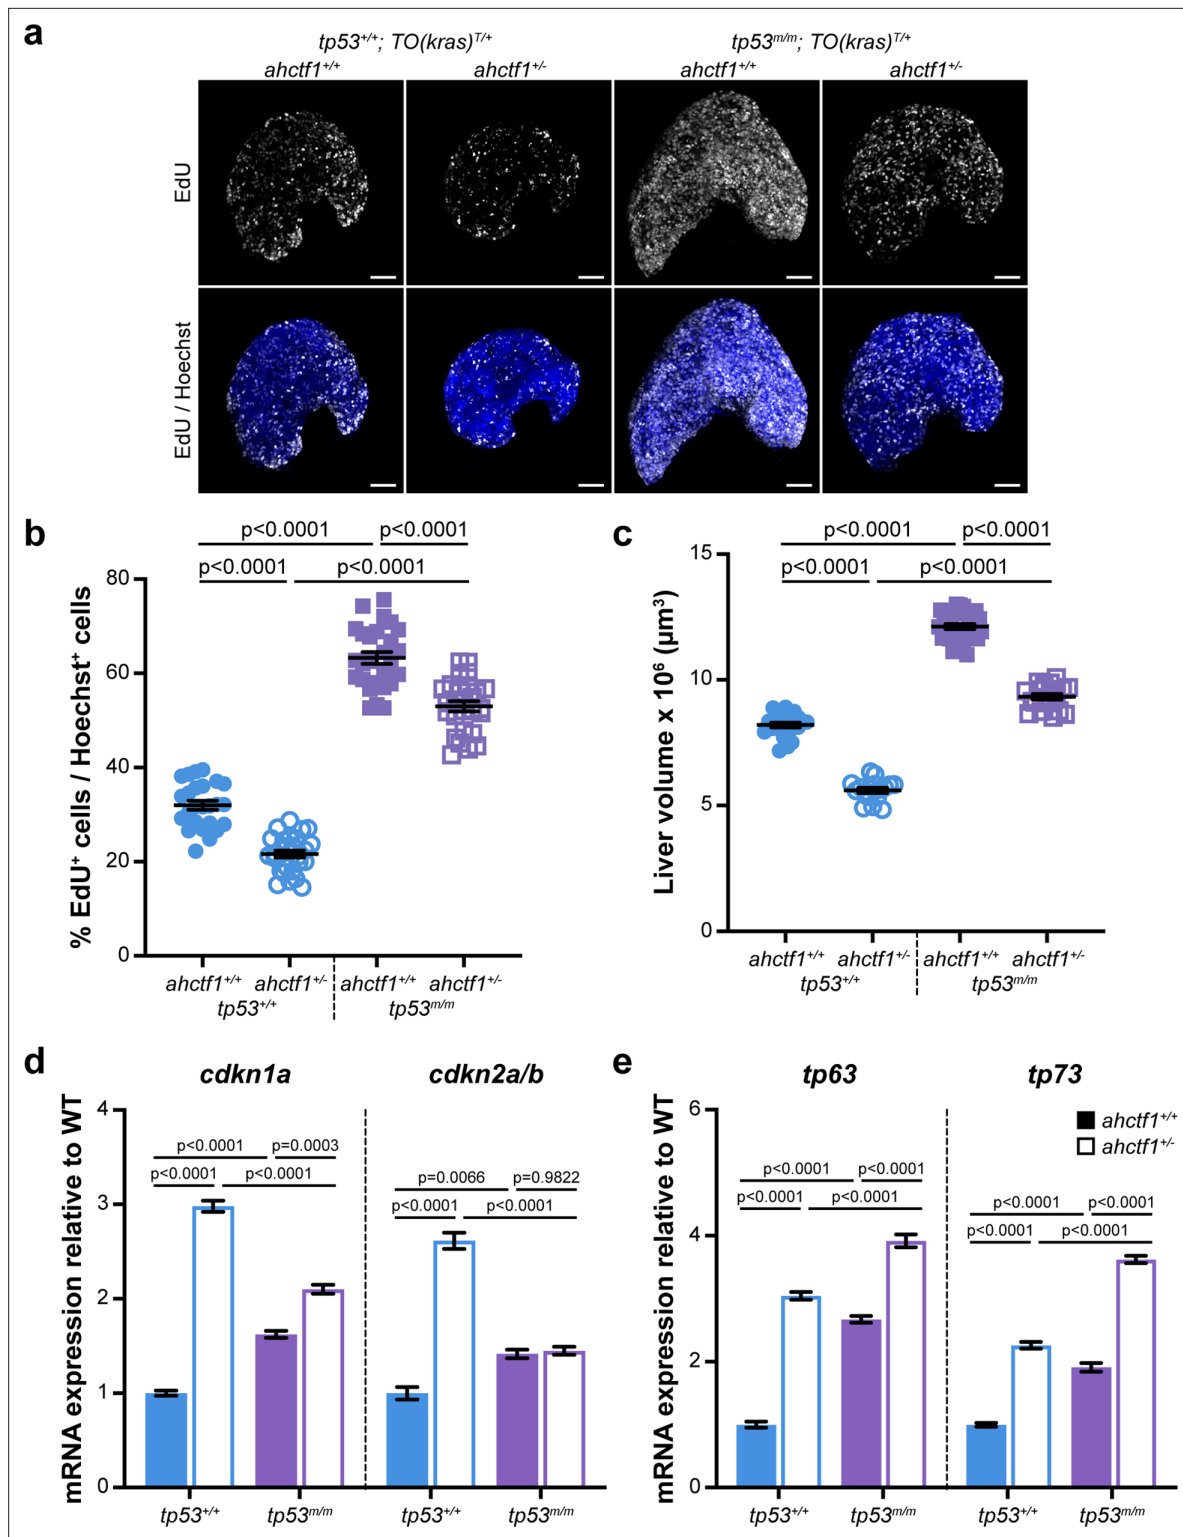 a
tp53+/+; TO(kras)T/+ tp53m/m; TO(kras)T/+
ahctf1+/+ ahctf1+/- ahctf1+/+ ahctf1+/-
EdU
EdU / Hoechst
b
p<0.0001 p<0.0001
p<0.0001 p<0.0001
% EdU+ cells / Hoechst+ cells
80
60
40
20
0
ahctf1+/+ ahctf1+/- ahctf1+/+ ahctf1+/-
tp53+/+ tp53m/m
c
p<0.0001 p<0.0001
p<0.0001 p<0.0001
Liver volume x 10⁶ (µm³)
15
10
5
0
ahctf1+/+ ahctf1+/- ahctf1+/+ ahctf1+/-
tp53+/+ tp53m/m
d
cdkn1a cdkn2a/b
mRNA expression relative to WT
4
3
2
1
0
p<0.0001 p=0.0003
p<0.0001 p<0.0001
p=0.0066 p=0.9822
p<0.0001 p<0.0001
tp53+/+ tp53m/m tp53+/+ tp53m/m
e
tp63 tp73
mRNA expression relative to WT
6
4
2
0
ahctf1+/+
ahctf1+/-
p<0.0001 p<0.0001
p<0.0001 p<0.0001
p<0.0001 p<0.0001
p<0.0001 p<0.0001
tp53+/+ tp53m/m tp53+/+ tp53m/m